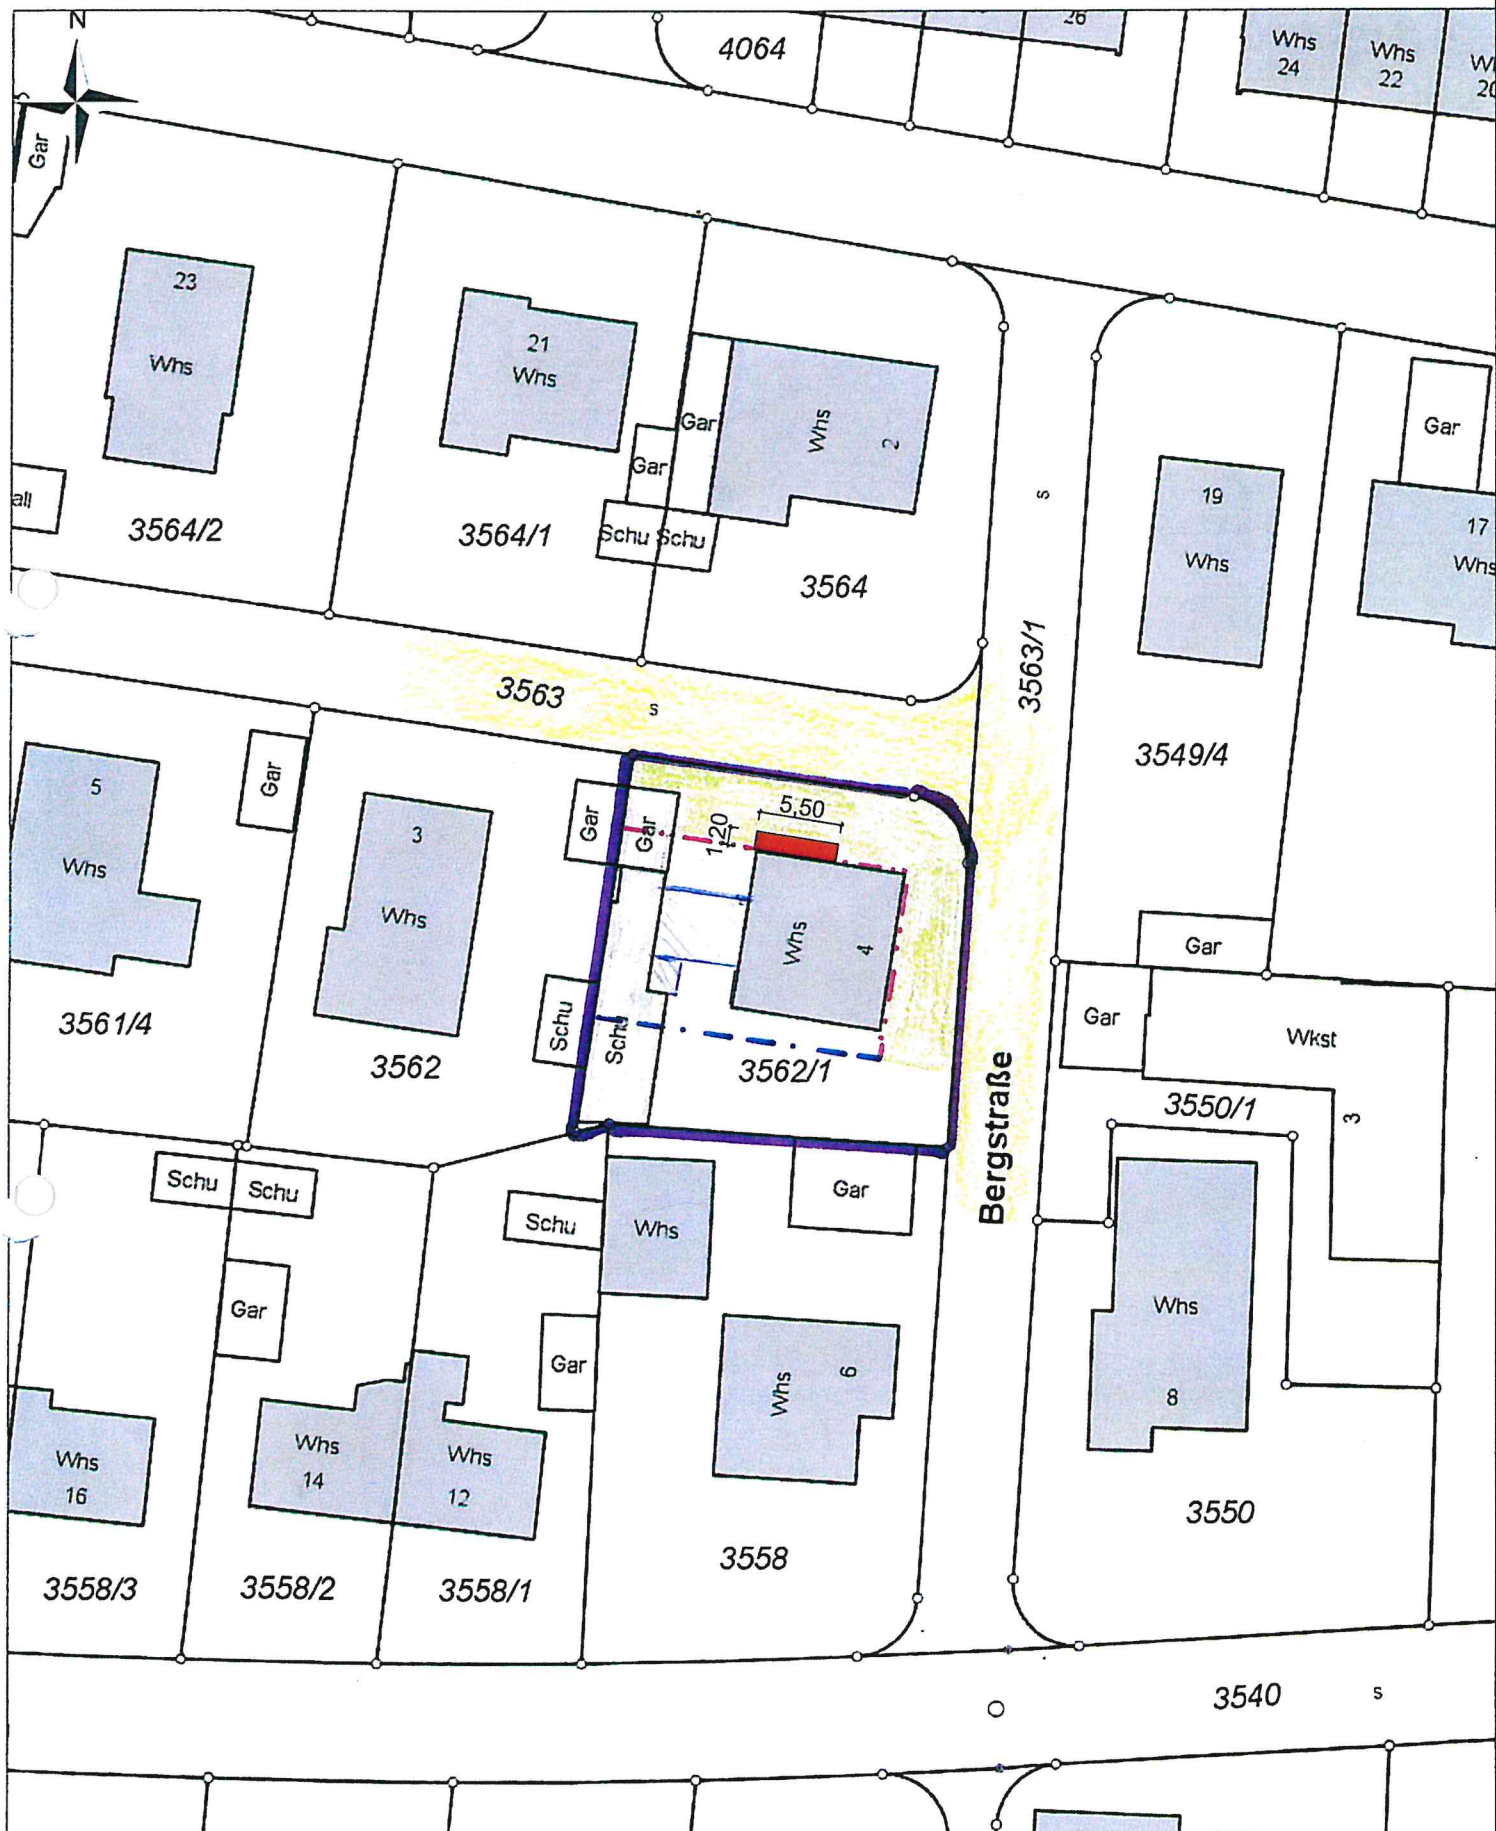 N
4064
26
Whs
24
Whs
22
20
Gar
23
Whs
21
Whs
Gar
Gar
Whs
2
Gar
19
Whs
17
Whs
all
3564/2
3564/1
Schu
Schu
3564
s
3563
s
3563/1
3549/4
5
Whs
Gar
3
Whs
Gar
Gar
5,50
1,20
Whs
4
Gar
3561/4
3562
Schu
Schu
3562/1
Gar
Wkst
3550/1
3
Bergstraße
Schu
Schu
Schu
Whs
Gar
Gar
Gar
Whs
6
Whs
8
Whs
16
Whs
14
Whs
12
3558/3
3558/2
3558/1
3558
3550
3540
s